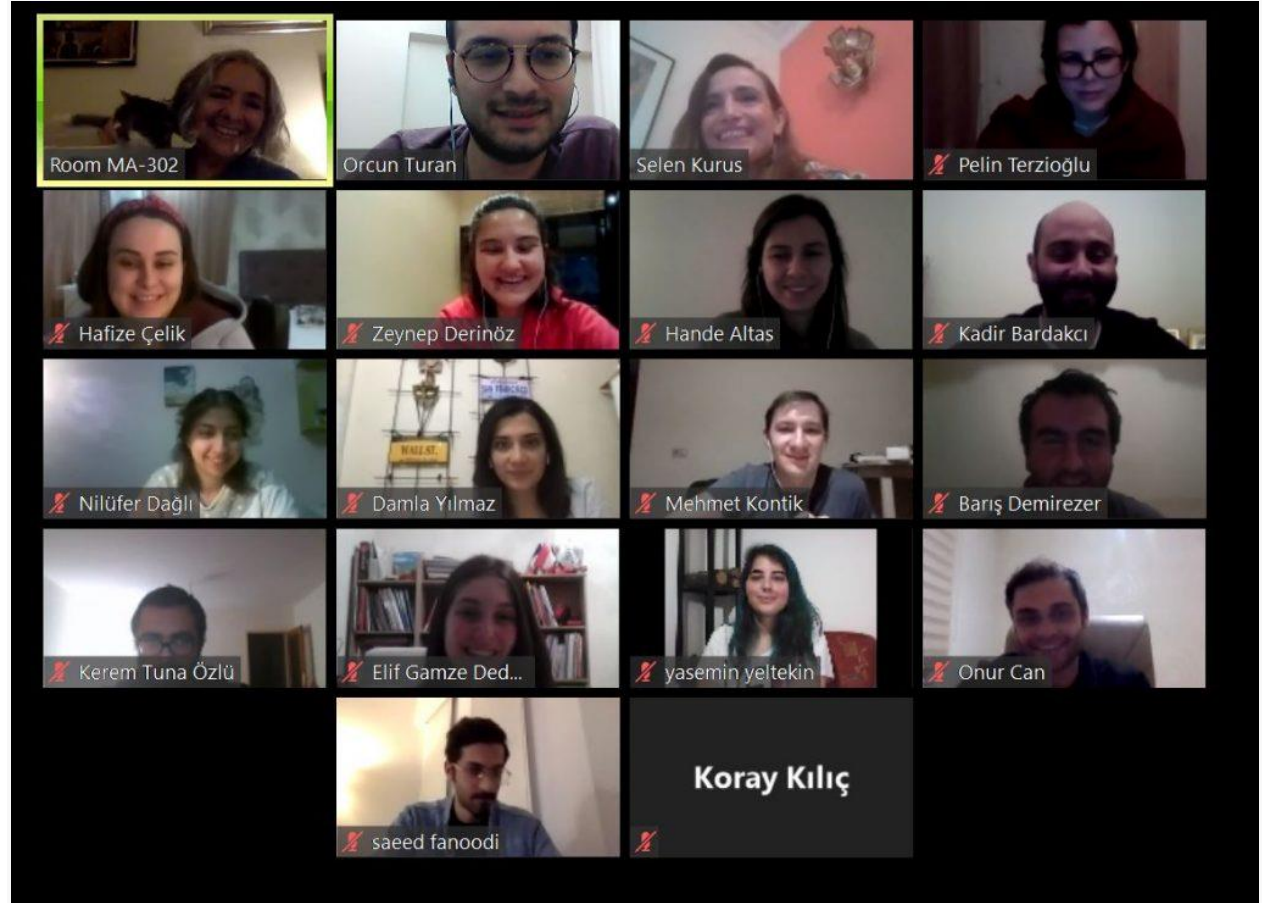 Room MA-302
Orcun Turan
Selen Kurus
Pelin Terzioğlu
Hafize Çelik
Zeynep Derinöz
Hande Altas
Kadir Bardakcı
Nilüfer Dağlı
WALL ST.
Damla Yılmaz
Mehmet Kontik
Barış Demirezer
Kerem Tuna Özlü
Elif Gamze Ded...
yasemin yeltekin
Onur Can
saeed fanoodi
Koray Kılıç